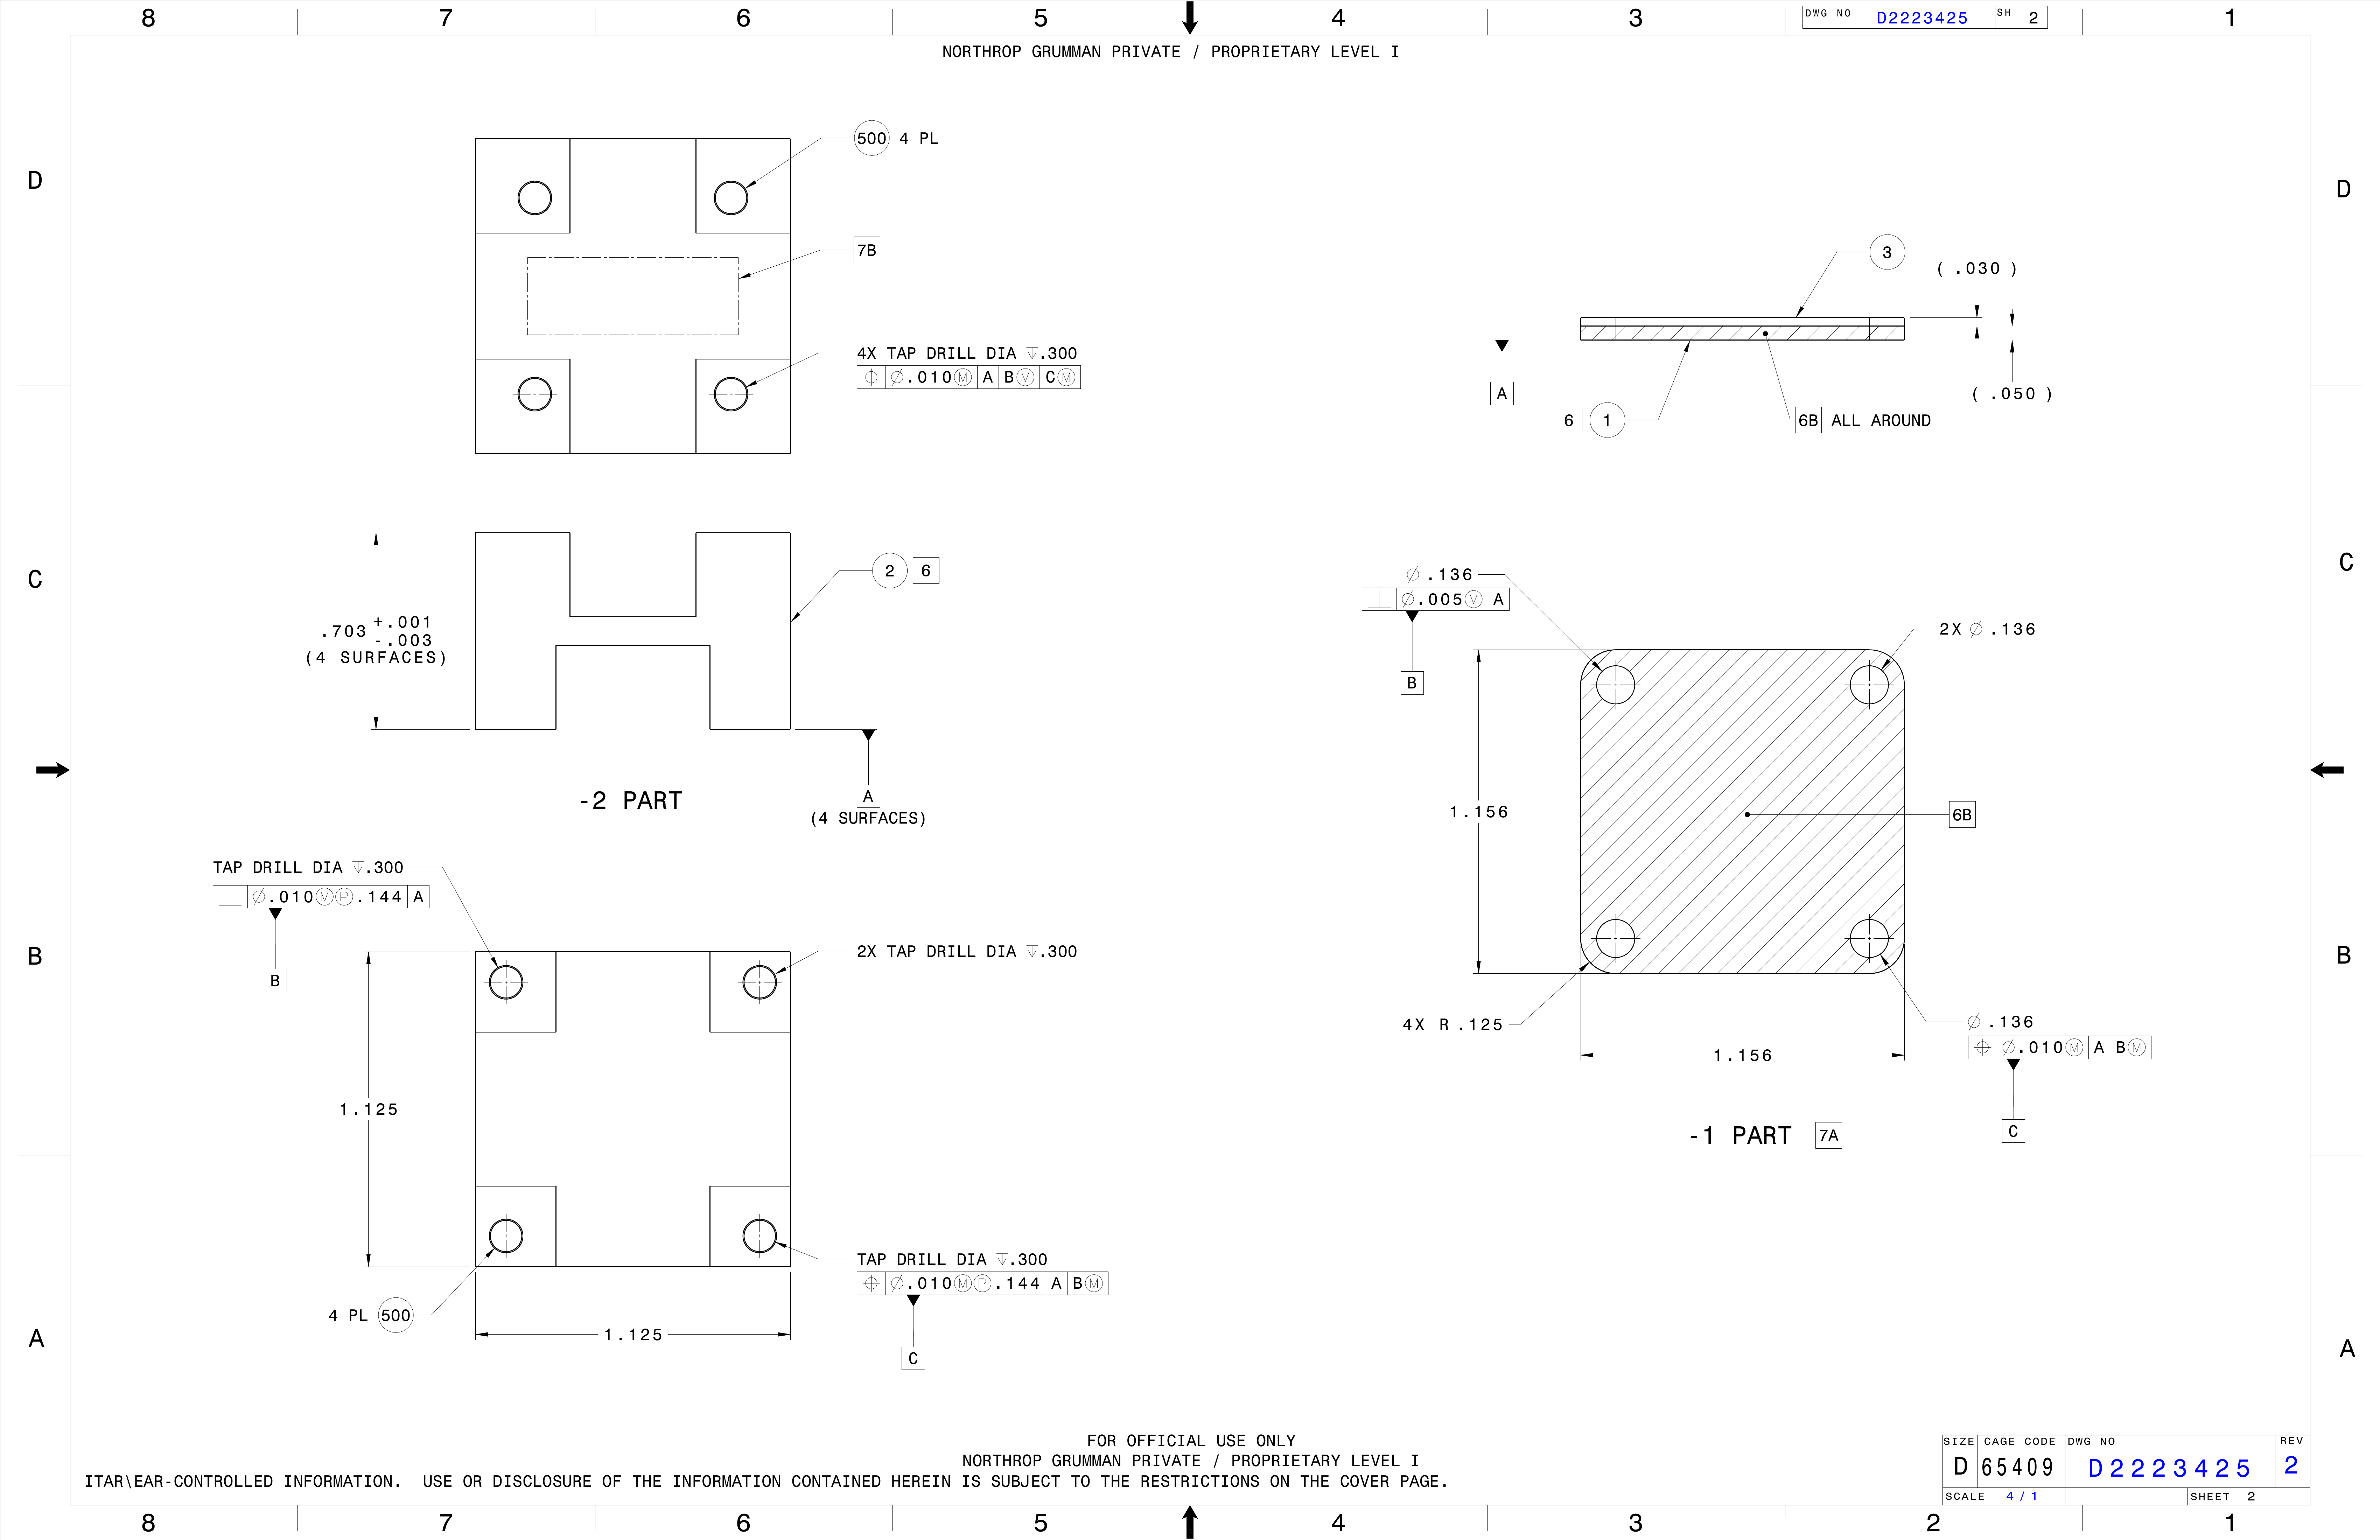 8 7 6 5 4 3 1
DWG NO D2223425 SH 2
NORTHROP GRUMMAN PRIVATE / PROPRIETARY LEVEL I
D
D
500 4 PL
7B
4X TAP DRILL DIA ↧.300
⌖ ⌀.010Ⓜ A BⓂ CⓂ
3
( .030 )
( .050 )
A
6 1
6B ALL AROUND
C
C
.703 +.001
-.003
(4 SURFACES)
2 6
-2 PART
A
(4 SURFACES)
⌀ .136
⟂ ⌀.005Ⓜ A
B
2X ⌀ .136
1.156
6B
4X R .125
1.156
⌀ .136
⌖ ⌀.010Ⓜ A BⓂ
C
-1 PART 7A
B
B
TAP DRILL DIA ↧.300
⟂ ⌀.010ⓂⓅ.144 A
B
2X TAP DRILL DIA ↧.300
1.125
TAP DRILL DIA ↧.300
⌖ ⌀.010ⓂⓅ.144 A BⓂ
C
4 PL 500
1.125
A
A
FOR OFFICIAL USE ONLY
NORTHROP GRUMMAN PRIVATE / PROPRIETARY LEVEL I
ITAR\EAR-CONTROLLED INFORMATION. USE OR DISCLOSURE OF THE INFORMATION CONTAINED HEREIN IS SUBJECT TO THE RESTRICTIONS ON THE COVER PAGE.
SIZE CAGE CODE DWG NO REV
D 65409 D2223425 2
SCALE 4/1 SHEET 2
8 7 6 5 4 3 2 1